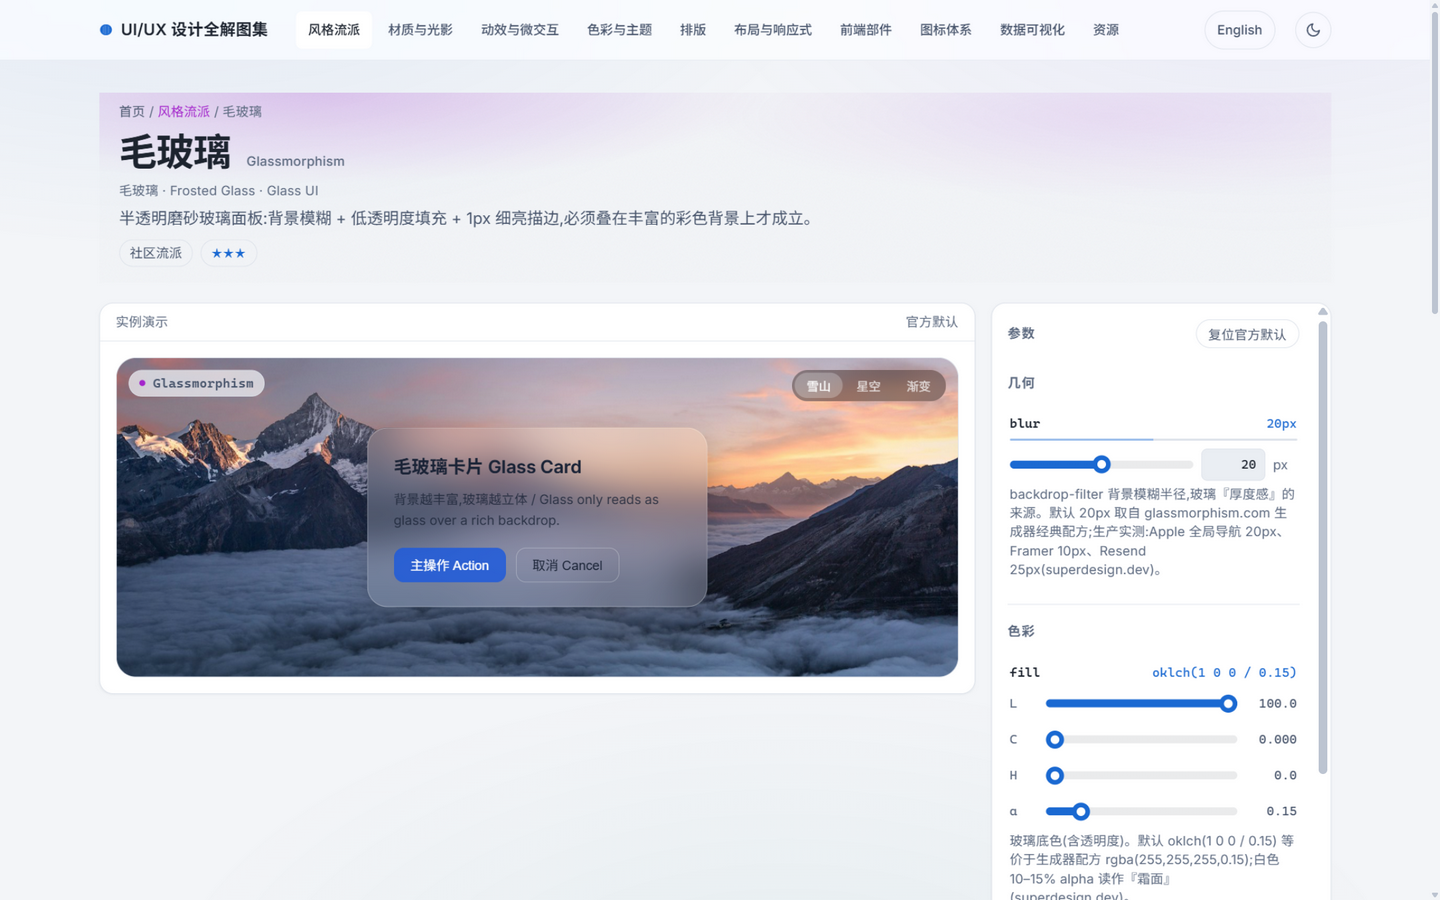 UI/UX 设计全解图集
风格流派
材质与光影
动效与微交互
色彩与主题
排版
布局与响应式
前端部件
图标体系
数据可视化
资源
English
首页 / 风格流派 / 毛玻璃
毛玻璃 Glassmorphism
毛玻璃 · Frosted Glass · Glass UI
半透明磨砂玻璃面板:背景模糊 + 低透明度填充 + 1px 细亮描边,必须叠在丰富的彩色背景上才成立。
社区流派
★★★
实例演示
官方默认
Glassmorphism
雪山
星空
渐变
毛玻璃卡片 Glass Card
背景越丰富,玻璃越立体 / Glass only reads as
glass over a rich backdrop.
主操作 Action
取消 Cancel
参数
复位官方默认
几何
blur
20px
20
px
backdrop-filter 背景模糊半径,玻璃『厚度感』的
来源。默认 20px 取自 glassmorphism.com 生
成器经典配方;生产实测:Apple 全局导航 20px、
Framer 10px、Resend
25px(superdesign.dev)。
色彩
fill
oklch(1 0 0 / 0.15)
L
100.0
C
0.000
H
0.0
α
0.15
玻璃底色(含透明度)。默认 oklch(1 0 0 / 0.15) 等
价于生成器配方 rgba(255,255,255,0.15);白色
10–15% alpha 读作『霜面』
(superdesign.dev)。